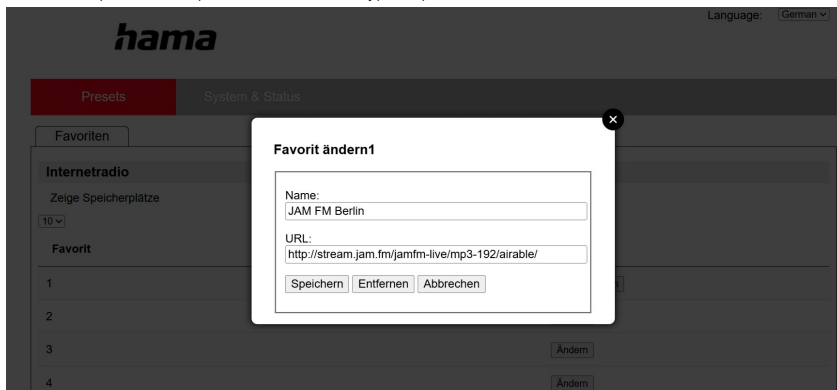 Language: German
hama
Presets System & Status
Favoriten
Favorit ändern1
Internetradio
Zeige Speicherplätze
10
Name:
JAM FM Berlin
URL:
http://stream.jam.fm/jamfm-live/mp3-192/airable/
Favorit
Speichern Entfernen Abbrechen
1
2
3 Ändern
4 Ändern